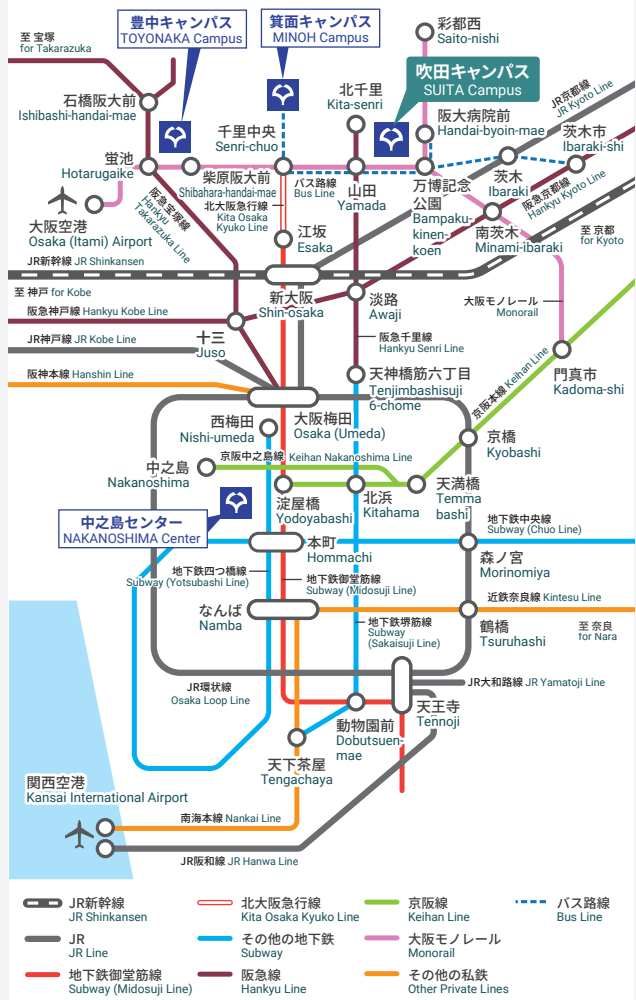 豊中キャンパス
TOYONAKA Campus
箕面キャンパス
MINOH Campus
彩都西
Saito-nishi
至 宝塚
for Takarazuka
吹田キャンパス
SUITA Campus
石橋阪大前
Ishibashi-handai-mae
北千里
Kita-senri
JR京都線
JR Kyoto Line
阪大病院前
Handai-byoin-mae
千里中央
Senri-chuo
茨木市
Ibaraki-shi
蛍池
Hotarugaike
柴原阪大前
Shibahara-handai-mae
バス路線
Bus Line
山田
Yamada
万博記念
公園
Bampaku-
kinen-
koen
茨木
Ibaraki
阪急京都線
Hankyu Kyoto Line
阪急宝塚線
Hankyu
Takarazuka Line
北大阪急行線
Kita Osaka
Kyuko Line
大阪空港
Osaka (Itami) Airport
江坂
Esaka
南茨木
Minami-ibaraki
至 京都
for Kyoto
JR新幹線 JR Shinkansen
至 神戸 for Kobe
新大阪
Shin-osaka
淡路
Awaji
大阪モノレール
Monorail
阪急神戸線 Hankyu Kobe Line
JR神戸線 JR Kobe Line
十三
Juso
阪急千里線
Hankyu Senri Line
阪神本線 Hanshin Line
天神橋筋六丁目
Tenjimbashisuji
6-chome
京阪本線 Keihan Line
門真市
Kadoma-shi
西梅田
Nishi-umeda
大阪梅田
Osaka (Umeda)
京橋
Kyobashi
京阪中之島線 Keihan Nakanoshima Line
中之島
Nakanoshima
淀屋橋
Yodoyabashi
北浜
Kitahama
天満橋
Temma
bashi
中之島センター
NAKANOSHIMA Center
本町
Hommachi
地下鉄中央線
Subway (Chuo Line)
森ノ宮
Morinomiya
地下鉄四つ橋線
Subway (Yotsubashi Line)
地下鉄御堂筋線
Subway (Midosuji Line)
なんば
Namba
近鉄奈良線 Kintesu Line
地下鉄堺筋線
Subway
(Sakaisuji Line)
鶴橋
Tsuruhashi
至 奈良
for Nara
JR環状線
Osaka Loop Line
JR大和路線 JR Yamatoji Line
動物園前
Dobutsuen-
mae
天王寺
Tennoji
天下茶屋
Tengachaya
関西空港
Kansai International Airport
南海本線 Nankai Line
JR阪和線 JR Hanwa Line
JR新幹線
JR Shinkansen
北大阪急行線
Kita Osaka Kyuko Line
京阪線
Keihan Line
バス路線
Bus Line
JR
JR Line
その他の地下鉄
Subway
大阪モノレール
Monorail
地下鉄御堂筋線
Subway (Midosuji Line)
阪急線
Hankyu Line
その他の私鉄
Other Private Lines